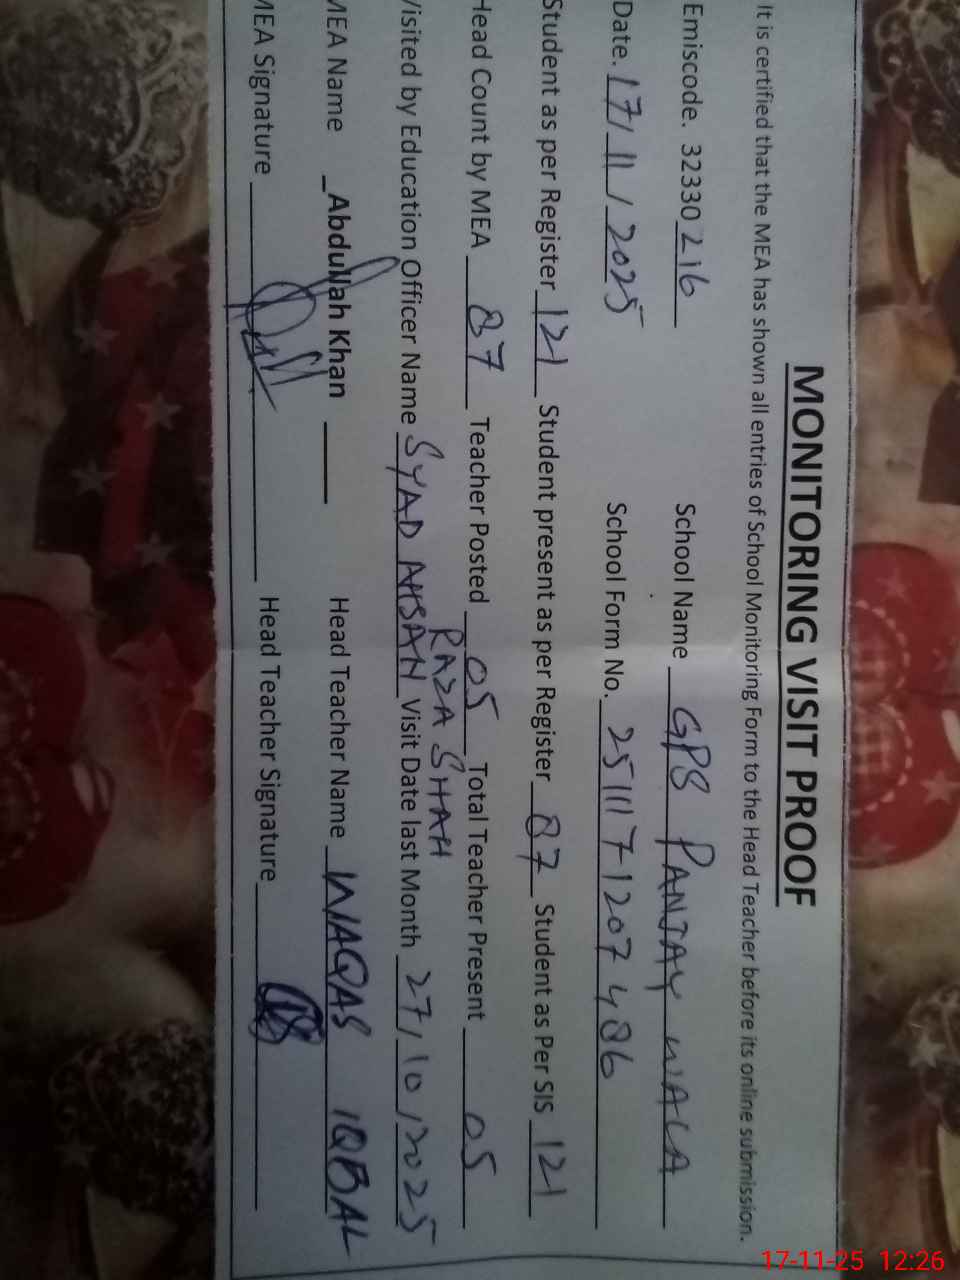 MONITORING VISIT PROOF
It is certified that the MEA has shown all entries of School Monitoring Form to the Head Teacher before its online submission.
Emiscode. 32330216 School Name GPS PANJAY WALA
Date. 17/11/2025 School Form No. 2511171207486
Student as per Register 121 Student present as per Register 87 Student as Per SIS 121
Head Count by MEA 87 Teacher Posted 05 Total Teacher Present 05
Visited by Education Officer Name SYAD AHSAN RAZA SHAH Visit Date last Month 27/10/2025
MEA Name _Abdullah Khan Head Teacher Name WAQAS IQBAL
MEA Signature Head Teacher Signature
17-11-25 12:26